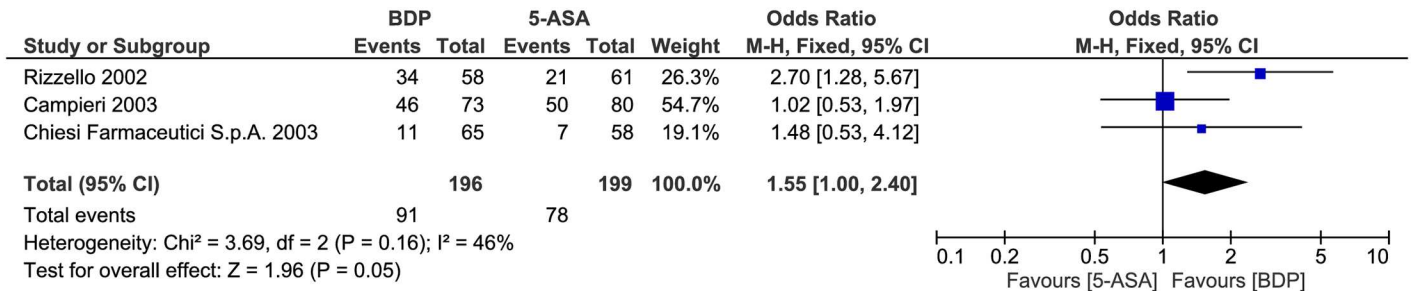 BDP 5-ASA Odds Ratio Odds Ratio
Study or Subgroup Events Total Events Total Weight M-H, Fixed, 95% CI M-H, Fixed, 95% CI
Rizzello 2002 34 58 21 61 26.3% 2.70 [1.28, 5.67]
Campieri 2003 46 73 50 80 54.7% 1.02 [0.53, 1.97]
Chiesi Farmaceutici S.p.A. 2003 11 65 7 58 19.1% 1.48 [0.53, 4.12]
Total (95% CI) 196 199 100.0% 1.55 [1.00, 2.40]
Total events 91 78
Heterogeneity: Chi² = 3.69, df = 2 (P = 0.16); I² = 46%
Test for overall effect: Z = 1.96 (P = 0.05)
0.1 0.2 0.5 1 2 5 10
Favours [5-ASA] Favours [BDP]